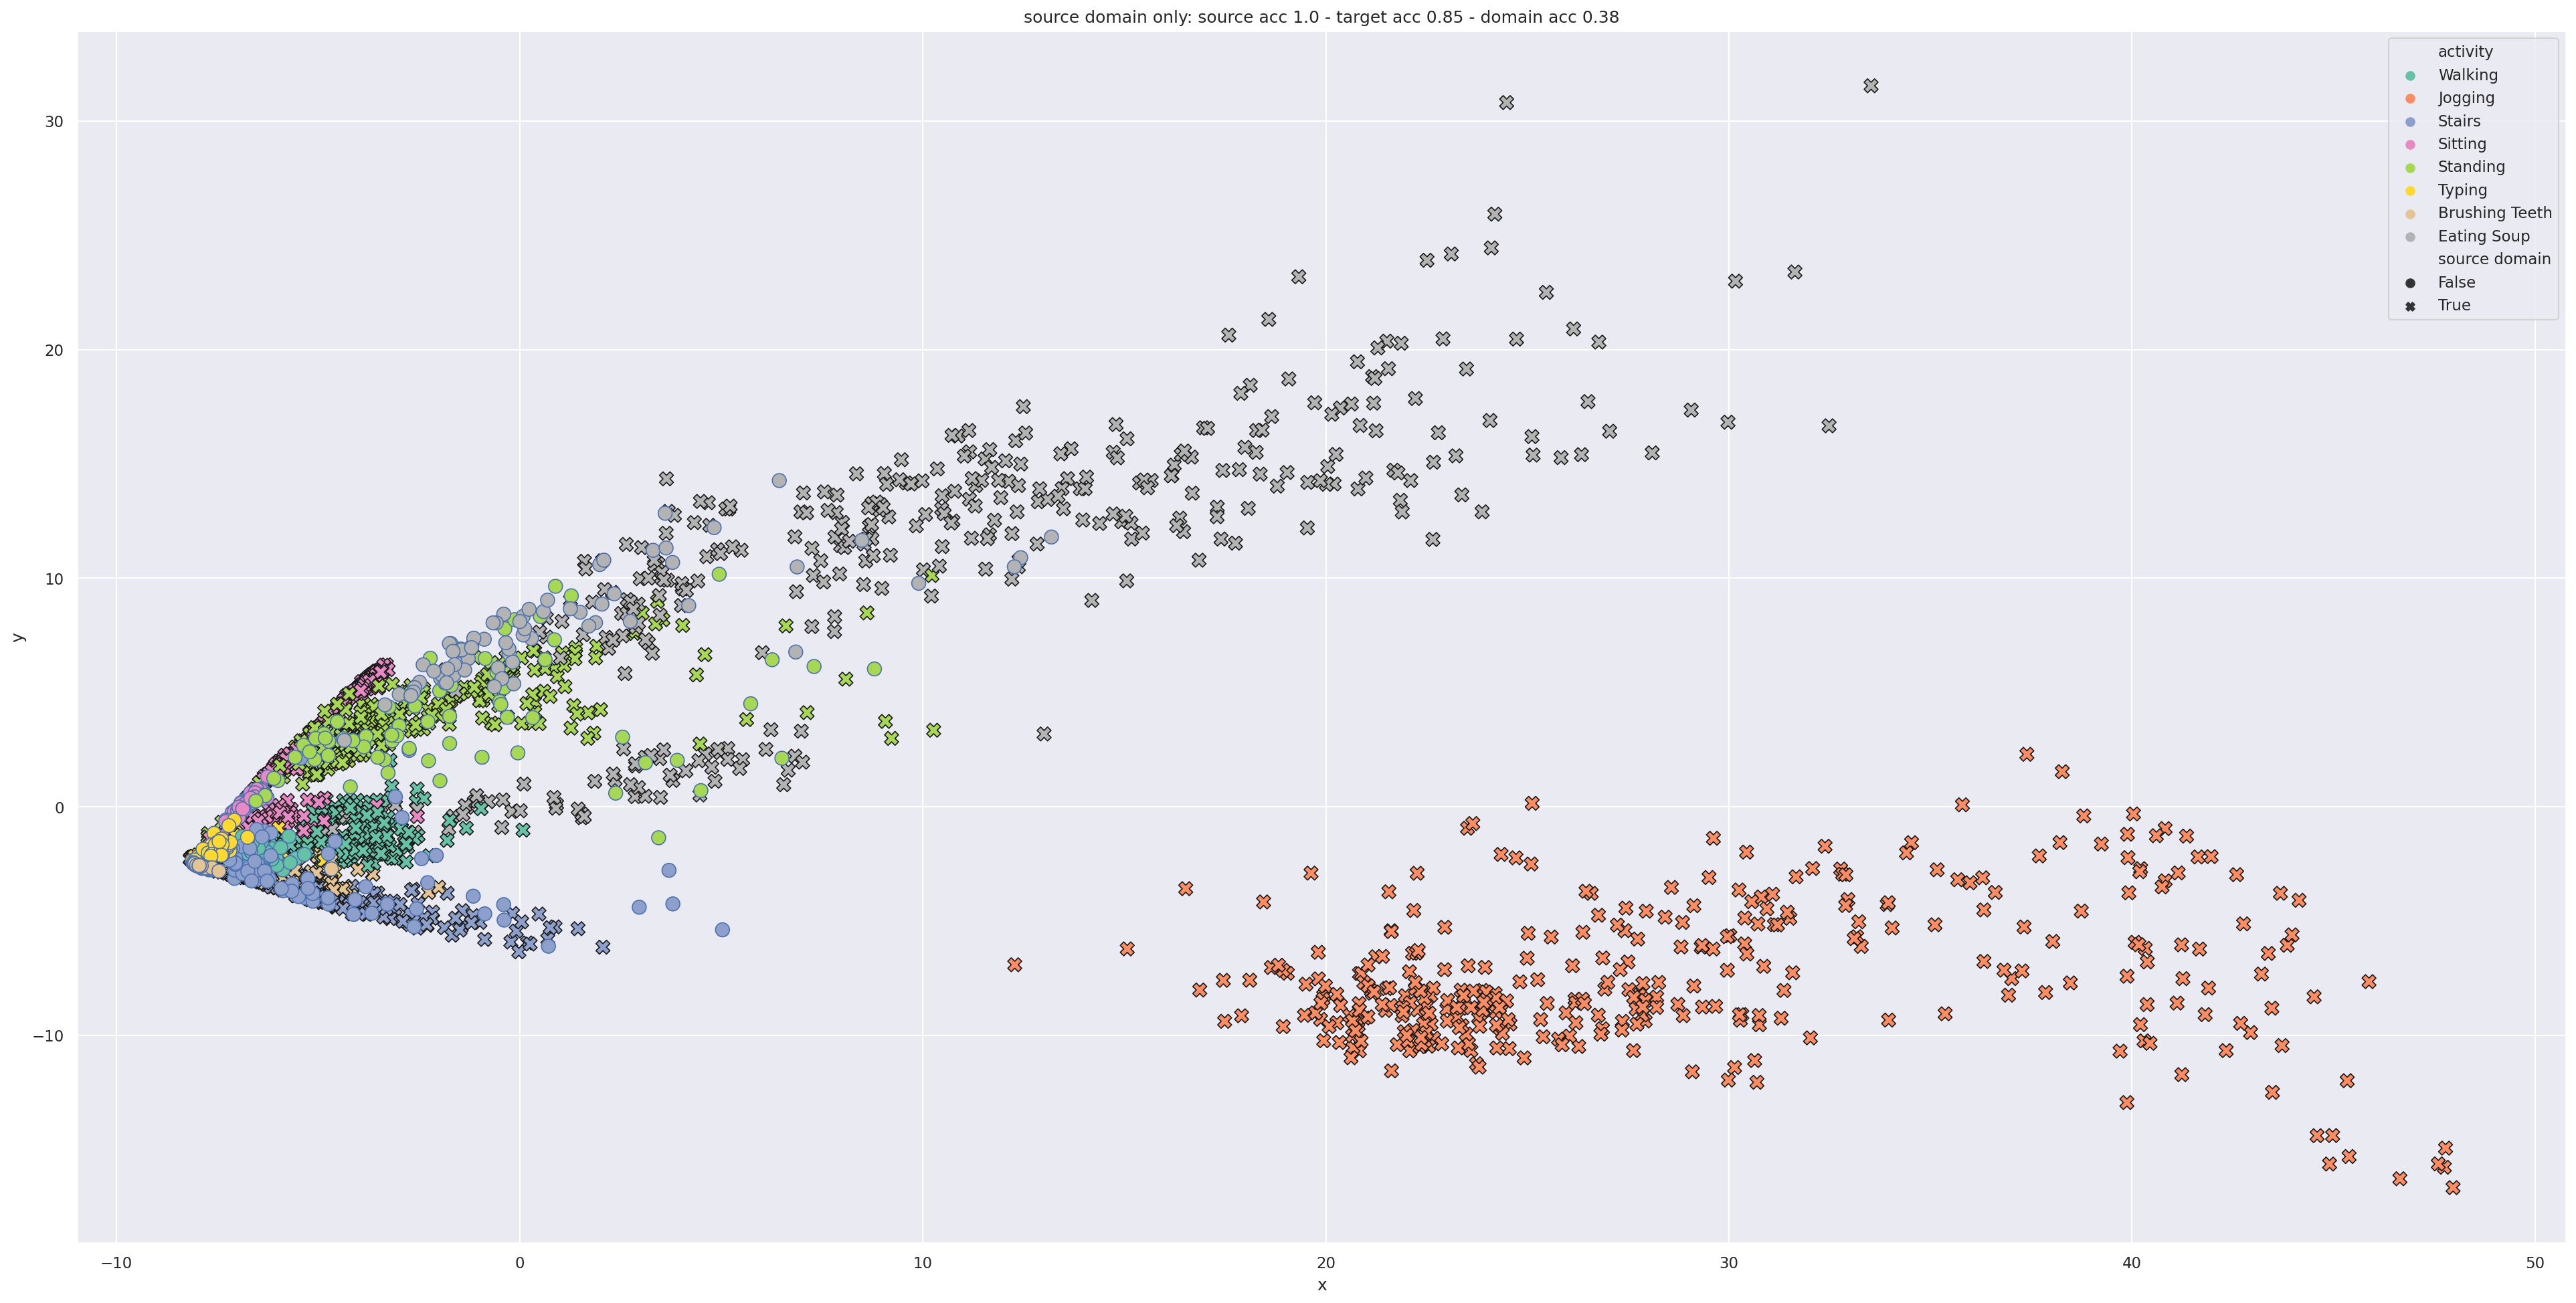 source domain only: source acc 1.0 - target acc 0.85 - domain acc 0.38
activity
Walking
Jogging
Stairs
Sitting
Standing
Typing
Brushing Teeth
Eating Soup
source domain
False
True
30
20
10
0
−10
y
−10
0
10
20
30
40
50
x